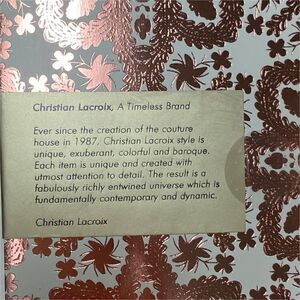 Christian Lacroix, A Timeless Brand
Ever since the creation of the couture
house in 1987, Christian Lacroix style is
unique, exuberant, colorful and baroque.
Each item is unique and created with
utmost attention to detail. The result is a
fabulously richly entwined universe which is
fundamentally contemporary and dynamic.
Christian Lacroix